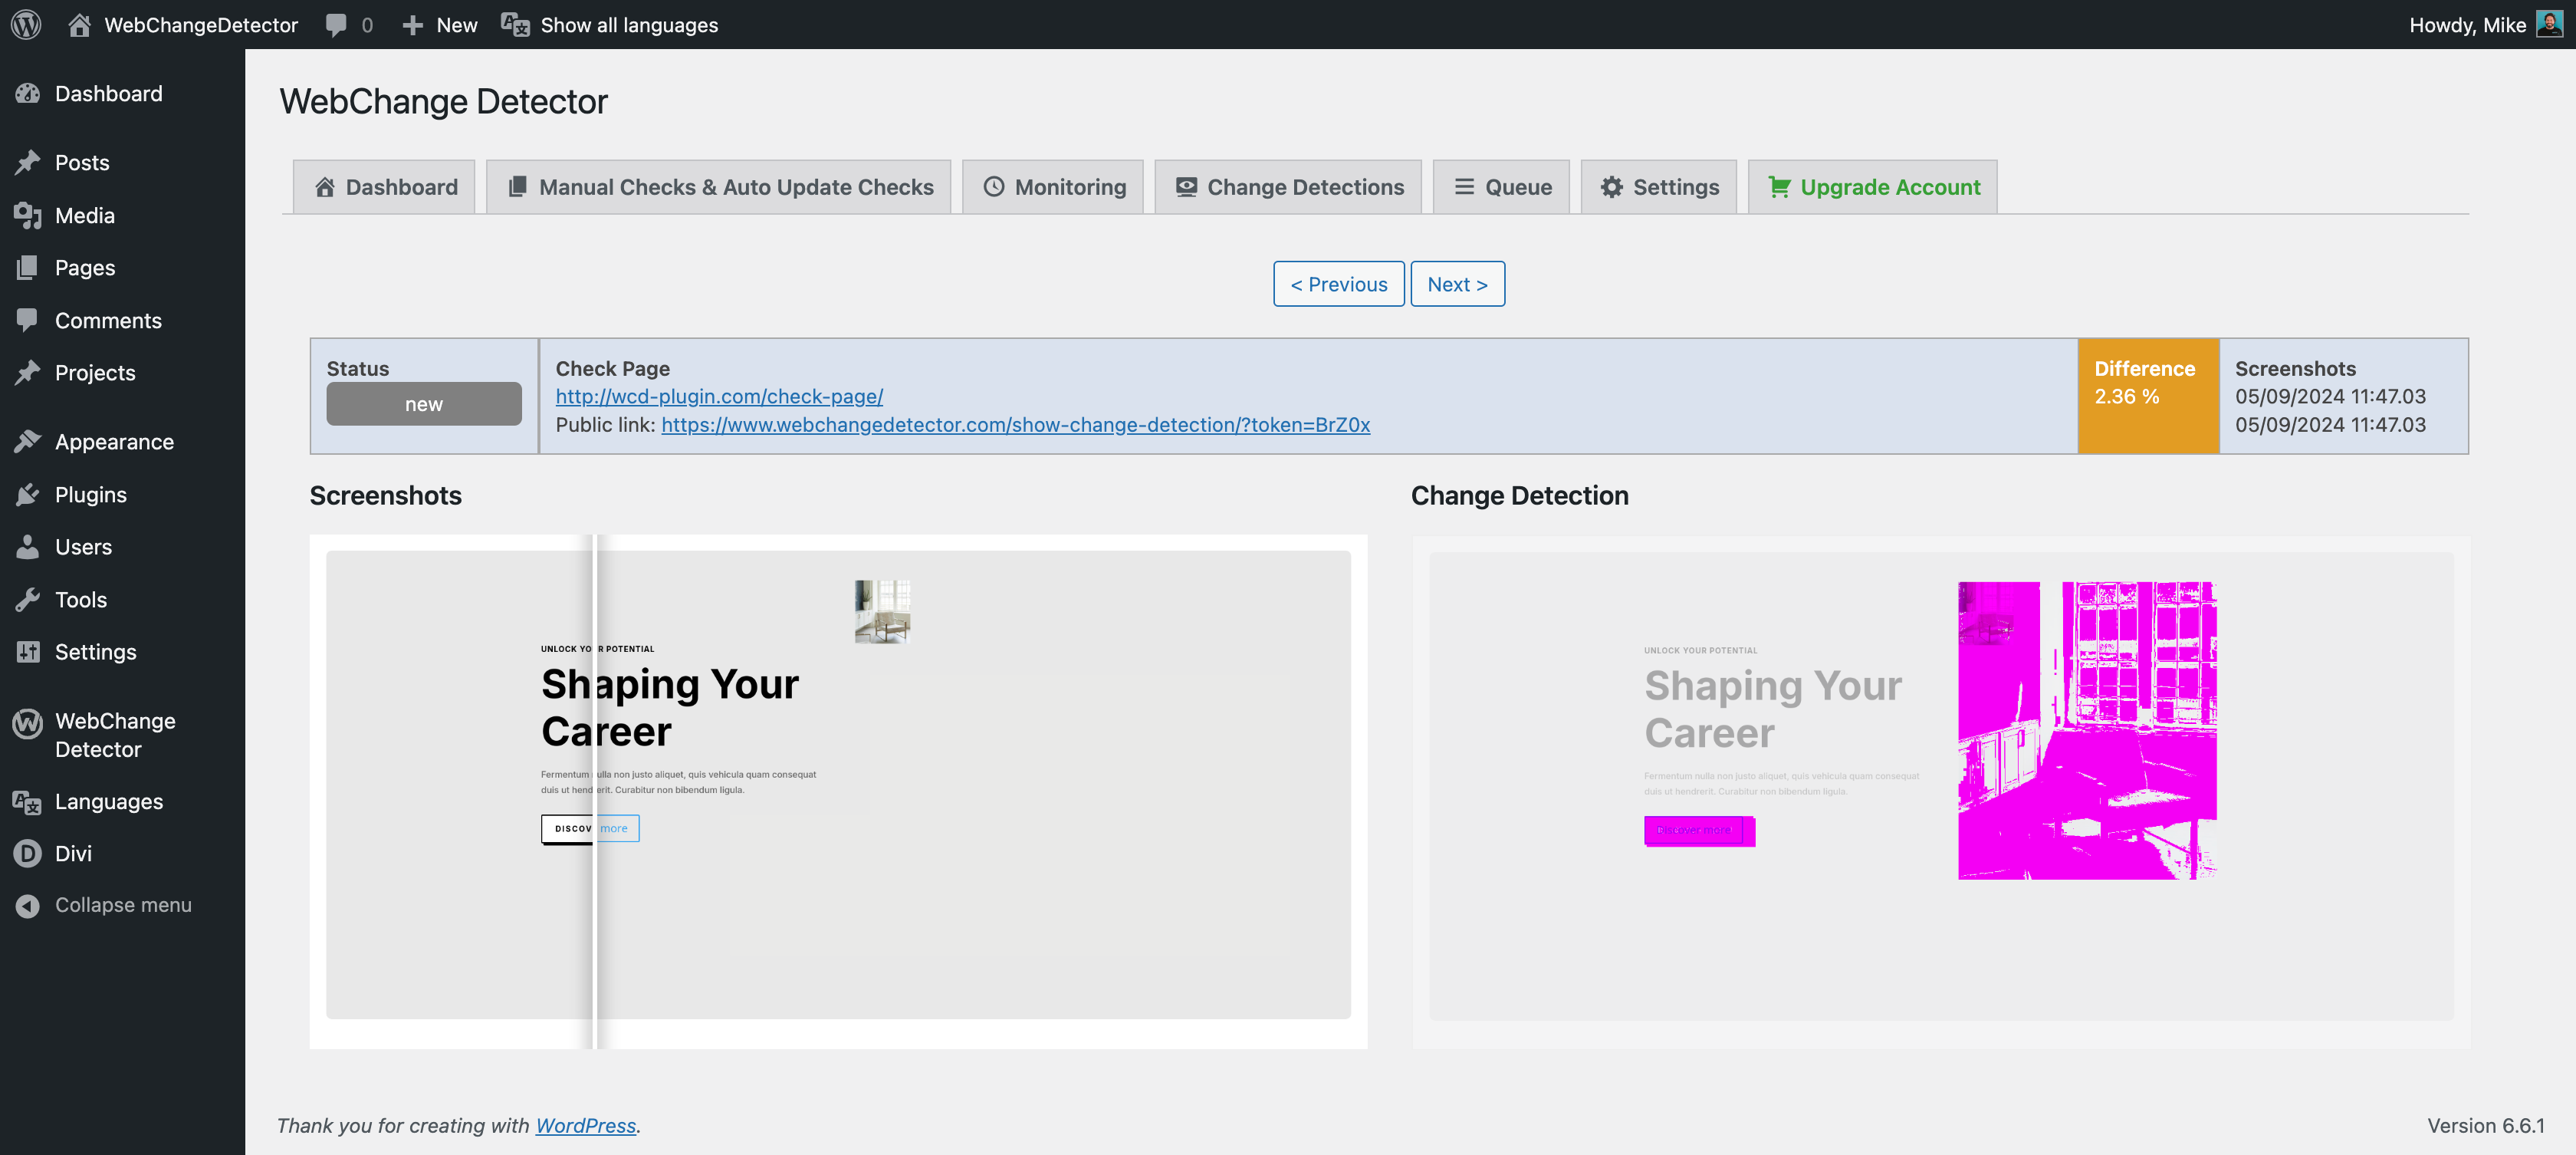 WebChangeDetector
0
New
Show all languages
Howdy, Mike
Dashboard
Posts
Media
Pages
Comments
Projects
Appearance
Plugins
Users
Tools
Settings
WebChange
Detector
Languages
Divi
Collapse menu
WebChange Detector
Dashboard
Manual Checks & Auto Update Checks
Monitoring
Change Detections
Queue
Settings
Upgrade Account
< Previous
Next >
Status
new
Check Page
http://wcd-plugin.com/check-page/
Public link: https://www.webchangedetector.com/show-change-detection/?token=BrZ0x
Difference
2.36 %
Screenshots
05/09/2024 11:47.03
05/09/2024 11:47.03
Screenshots
UNLOCK YOUR POTENTIAL
Shaping Your
Career
Fermentum nulla non justo aliquet, quis vehicula quam consequat
duis ut hendrerit. Curabitur non bibendum ligula.
DISCOV more
Change Detection
UNLOCK YOUR POTENTIAL
Shaping Your
Career
Fermentum nulla non justo aliquet, quis vehicula quam consequat
duis ut hendrerit. Curabitur non bibendum ligula.
Discover more
Thank you for creating with WordPress.
Version 6.6.1